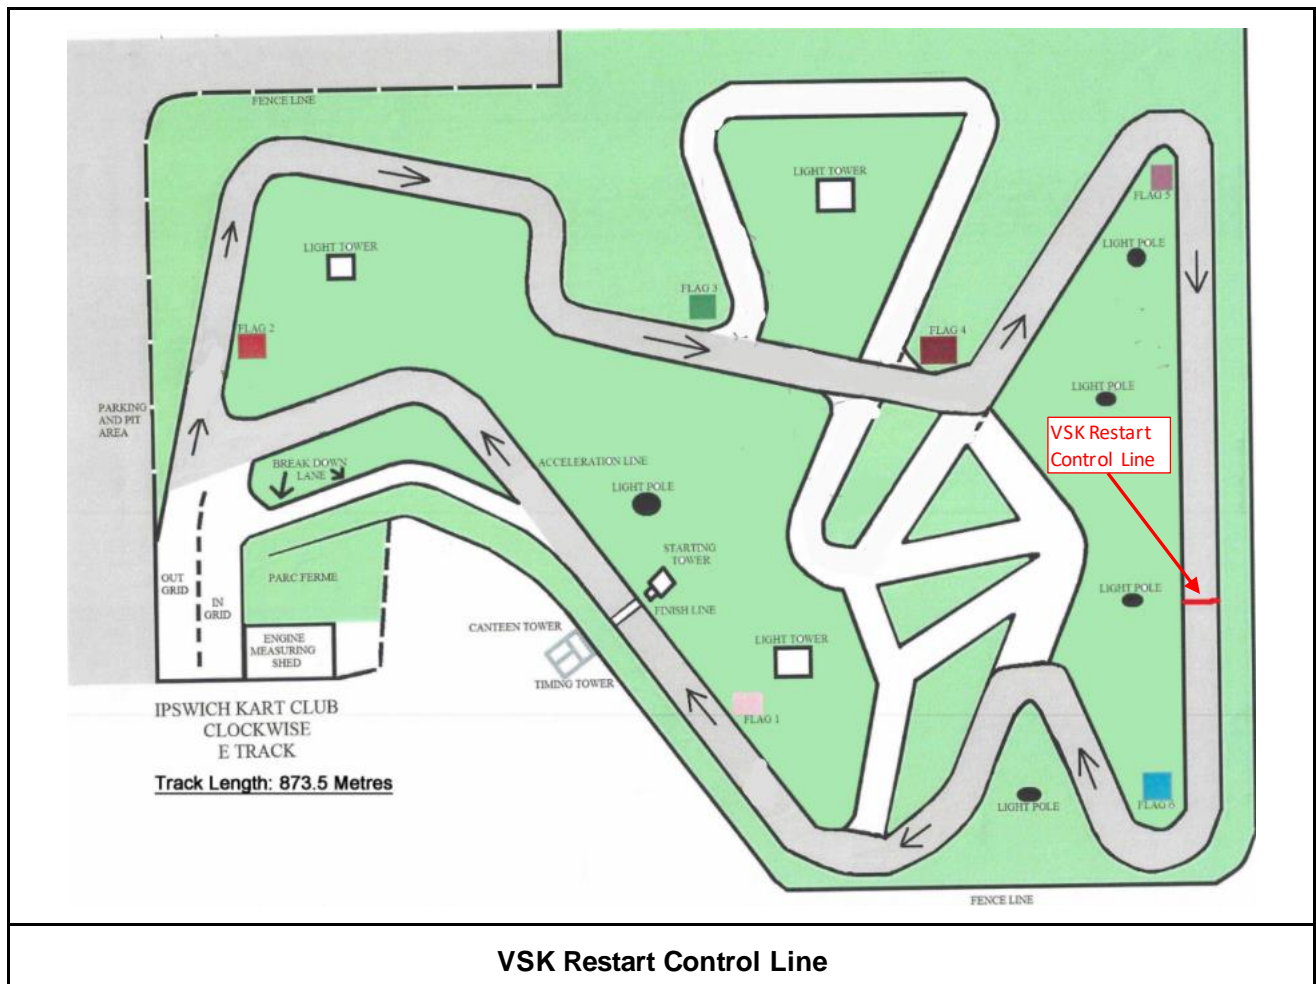 FENCE LINE
LIGHT TOWER
FLAG 5
LIGHT POLE
LIGHT TOWER
FLAG 3
FLAG 2
FLAG 4
LIGHT POLE
PARKING
AND PIT
AREA
VSK Restart
Control Line
BREAK DOWN
LANE
ACCELERATION LINE
LIGHT POLE
STARTING
TOWER
OUT
GRID
PARC FERME
LIGHT POLE
IN
GRID
FINISH LINE
CANTEEN TOWER
ENGINE
MEASURING
SHED
LIGHT TOWER
TIMING TOWER
FLAG 1
IPSWICH KART CLUB
CLOCKWISE
E TRACK
Track Length: 873.5 Metres
LIGHT POLE
FLAG 6
FENCE LINE
VSK Restart Control Line